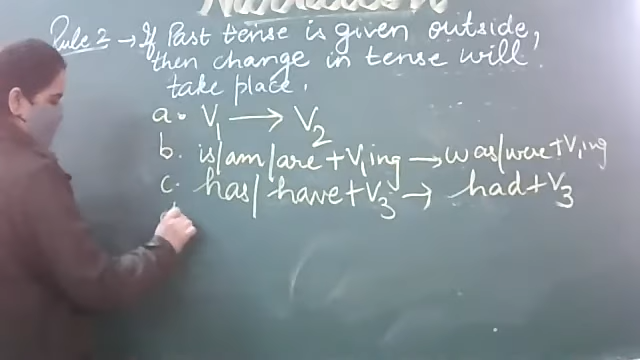 Narration
Rule 2 → If Past tense is given outside,
then change in tense will
take place.
a. V1 → V2
b. is/am/are + V1ing → was/were + V1ing
c. has/have + V3 → had + V3